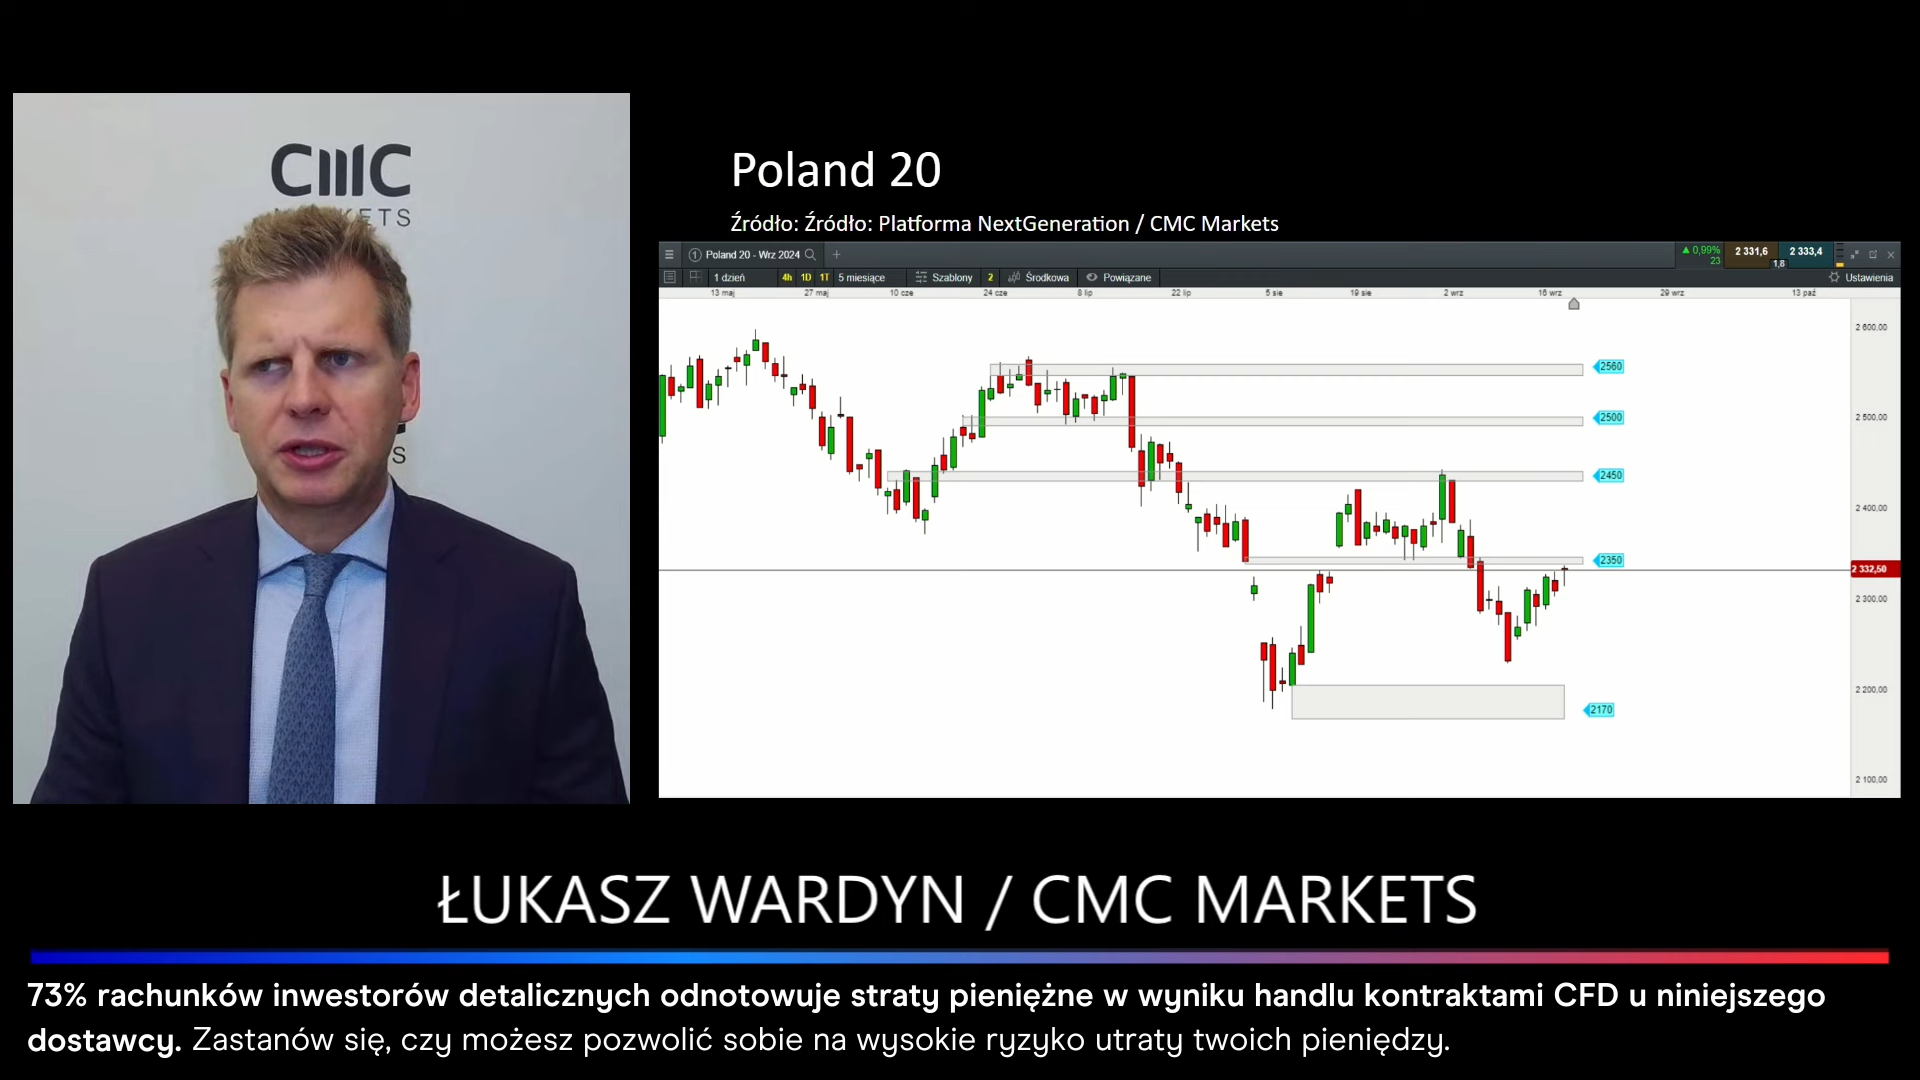 CMC
MARKETS
S
Poland 20
Źródło: Źródło: Platforma NextGeneration / CMC Markets
1 Poland 20 - Wrz 2024
0,99%
23
2 331,6
1,8
2 333,4
1 dzień
4h 1D 1T 5 miesiące
Szablony
2
Środkowa
Powiązane
Ustawienia
13 maj 27 maj 10 cze 24 cze 8 lip 22 lip 5 sie 19 sie 2 wrz 16 wrz 29 wrz 13 paź
2 600,00
2560
2500
2 500,00
2450
2 400,00
2350
2 332,50
2 300,00
2 200,00
2170
2 100,00
ŁUKASZ WARDYN / CMC MARKETS
73% rachunków inwestorów detalicznych odnotowuje straty pieniężne w wyniku handlu kontraktami CFD u niniejszego
dostawcy. Zastanów się, czy możesz pozwolić sobie na wysokie ryzyko utraty twoich pieniędzy.